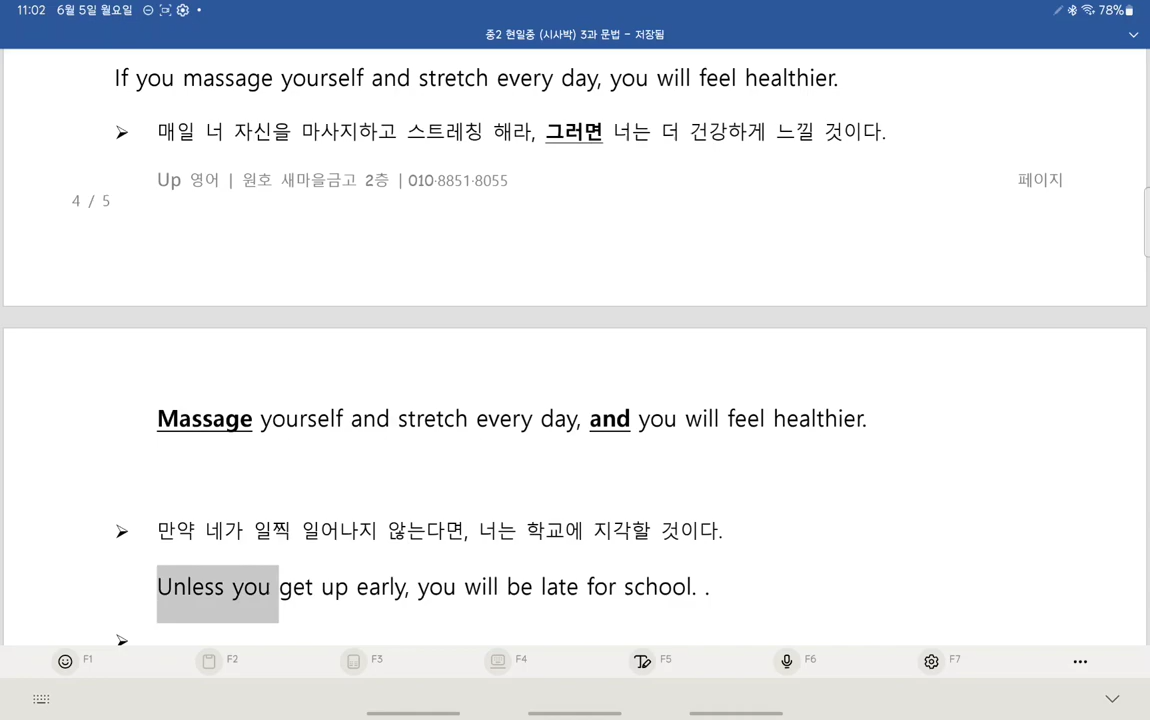 11:02 6월 5일 월요일
78%
중2 현일중 (시사박) 3과 문법 - 저장됨
If you massage yourself and stretch every day, you will feel healthier.
➢ 매일 너 자신을 마사지하고 스트레칭 해라, 그러면 너는 더 건강하게 느낄 것이다.
Up 영어 | 원호 새마을금고 2층 | 010·8851·8055 페이지
4 / 5
Massage yourself and stretch every day, and you will feel healthier.
➢ 만약 네가 일찍 일어나지 않는다면, 너는 학교에 지각할 것이다.
Unless you get up early, you will be late for school. .
➢
F1 F2 F3 F4 F5 F6 F7